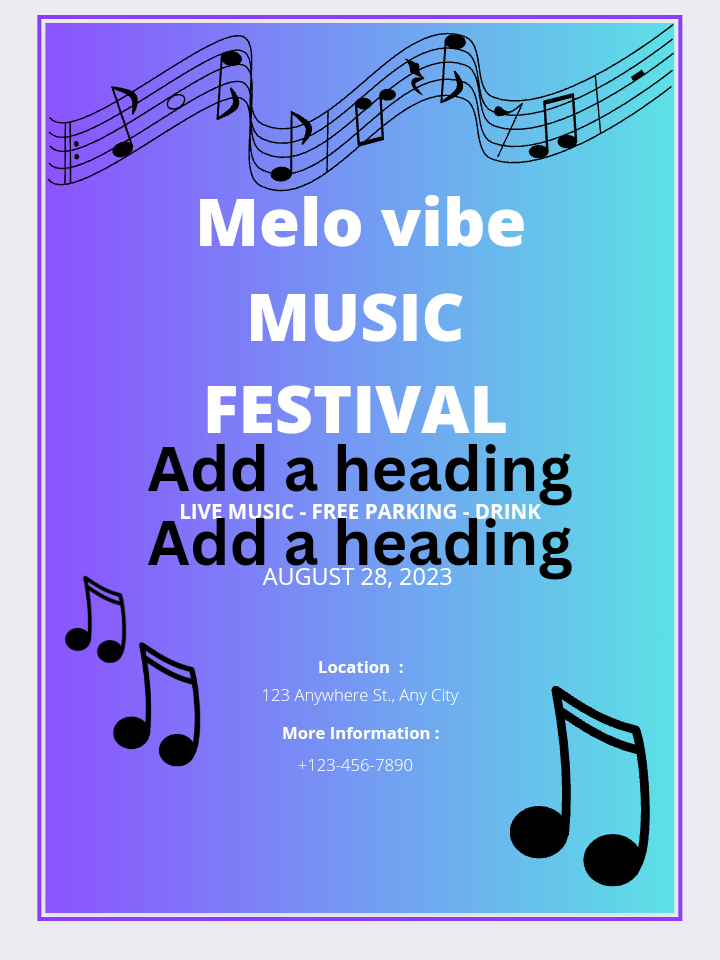 Melo vibe
MUSIC
FESTIVAL
Add a heading
LIVE MUSIC - FREE PARKING - DRINK
Add a heading
AUGUST 28, 2023
Location :
123 Anywhere St., Any City
More Information :
+123-456-7890